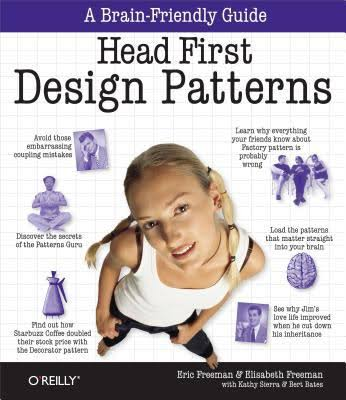 A Brain-Friendly Guide
Head First
Design Patterns
Avoid those
embarrassing
coupling mistakes
Learn why everything
your friends know about
Factory pattern is
probably
wrong
Discover the secrets
of the Patterns Guru
Load the patterns
that matter straight
into your brain
Find out how
Starbuzz Coffee doubled
their stock price with
the Decorator pattern
See why Jim's
love life improved
when he cut down
his inheritance
O'REILLY®
Eric Freeman & Elisabeth Freeman
with Kathy Sierra & Bert Bates